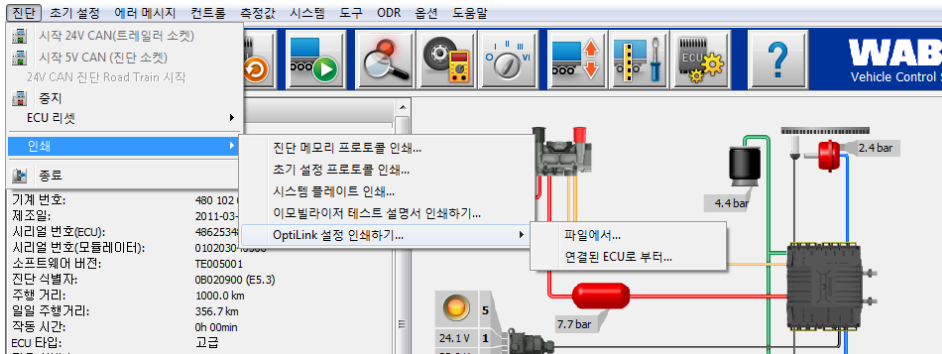 진단 초기 설정 에러 메시지 컨트롤 측정값 시스템 도구 ODR 옵션 도움말
시작 24V CAN(트레일러 소켓)
시작 5V CAN (진단 소켓)
24V CAN 진단 Road Train 시작
중지
ECU 리셋
인쇄
종료
진단 메모리 프로토콜 인쇄...
초기 설정 프로토콜 인쇄...
시스템 플레이트 인쇄...
이모빌라이저 테스트 설명서 인쇄하기...
OptiLink 설정 인쇄하기...
파일에서...
연결된 ECU로 부터...
I II III
0 VI
ECU
?
WAB
Vehicle Control
기계 번호: 480 102
제조일: 2011-03-
시리얼 번호(ECU): 4862534
시리얼 번호(모듈레이터): 0102030-
소프트웨어 버전: TE005001
진단 식별자: 0B020900 (E5.3)
주행 거리: 1000.0 km
일일 주행거리: 356.7 km
작동 시간: 0h 00min
ECU 타입: 고급
2.4 bar
4.4 bar
7.7 bar
5
24.1 V 1